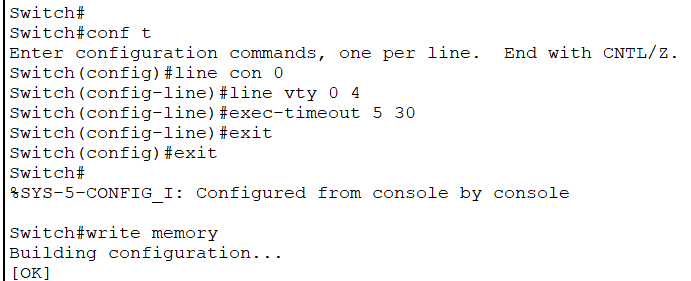 Switch#
Switch#conf t
Enter configuration commands, one per line.  End with CNTL/Z.
Switch(config)#line con 0
Switch(config-line)#line vty 0 4
Switch(config-line)#exec-timeout 5 30
Switch(config-line)#exit
Switch(config)#exit
Switch#
%SYS-5-CONFIG_I: Configured from console by console

Switch#write memory
Building configuration...
[OK]